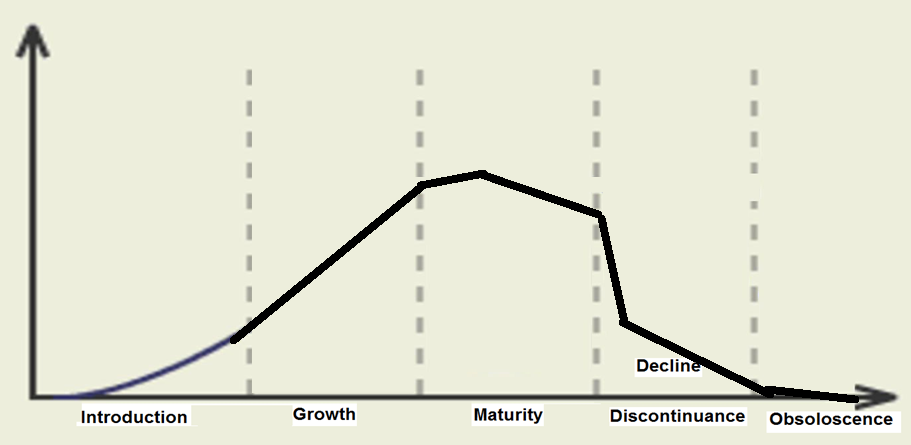 Decline
Introduction
Growth
Maturity
Discontinuance
Obsoloscence